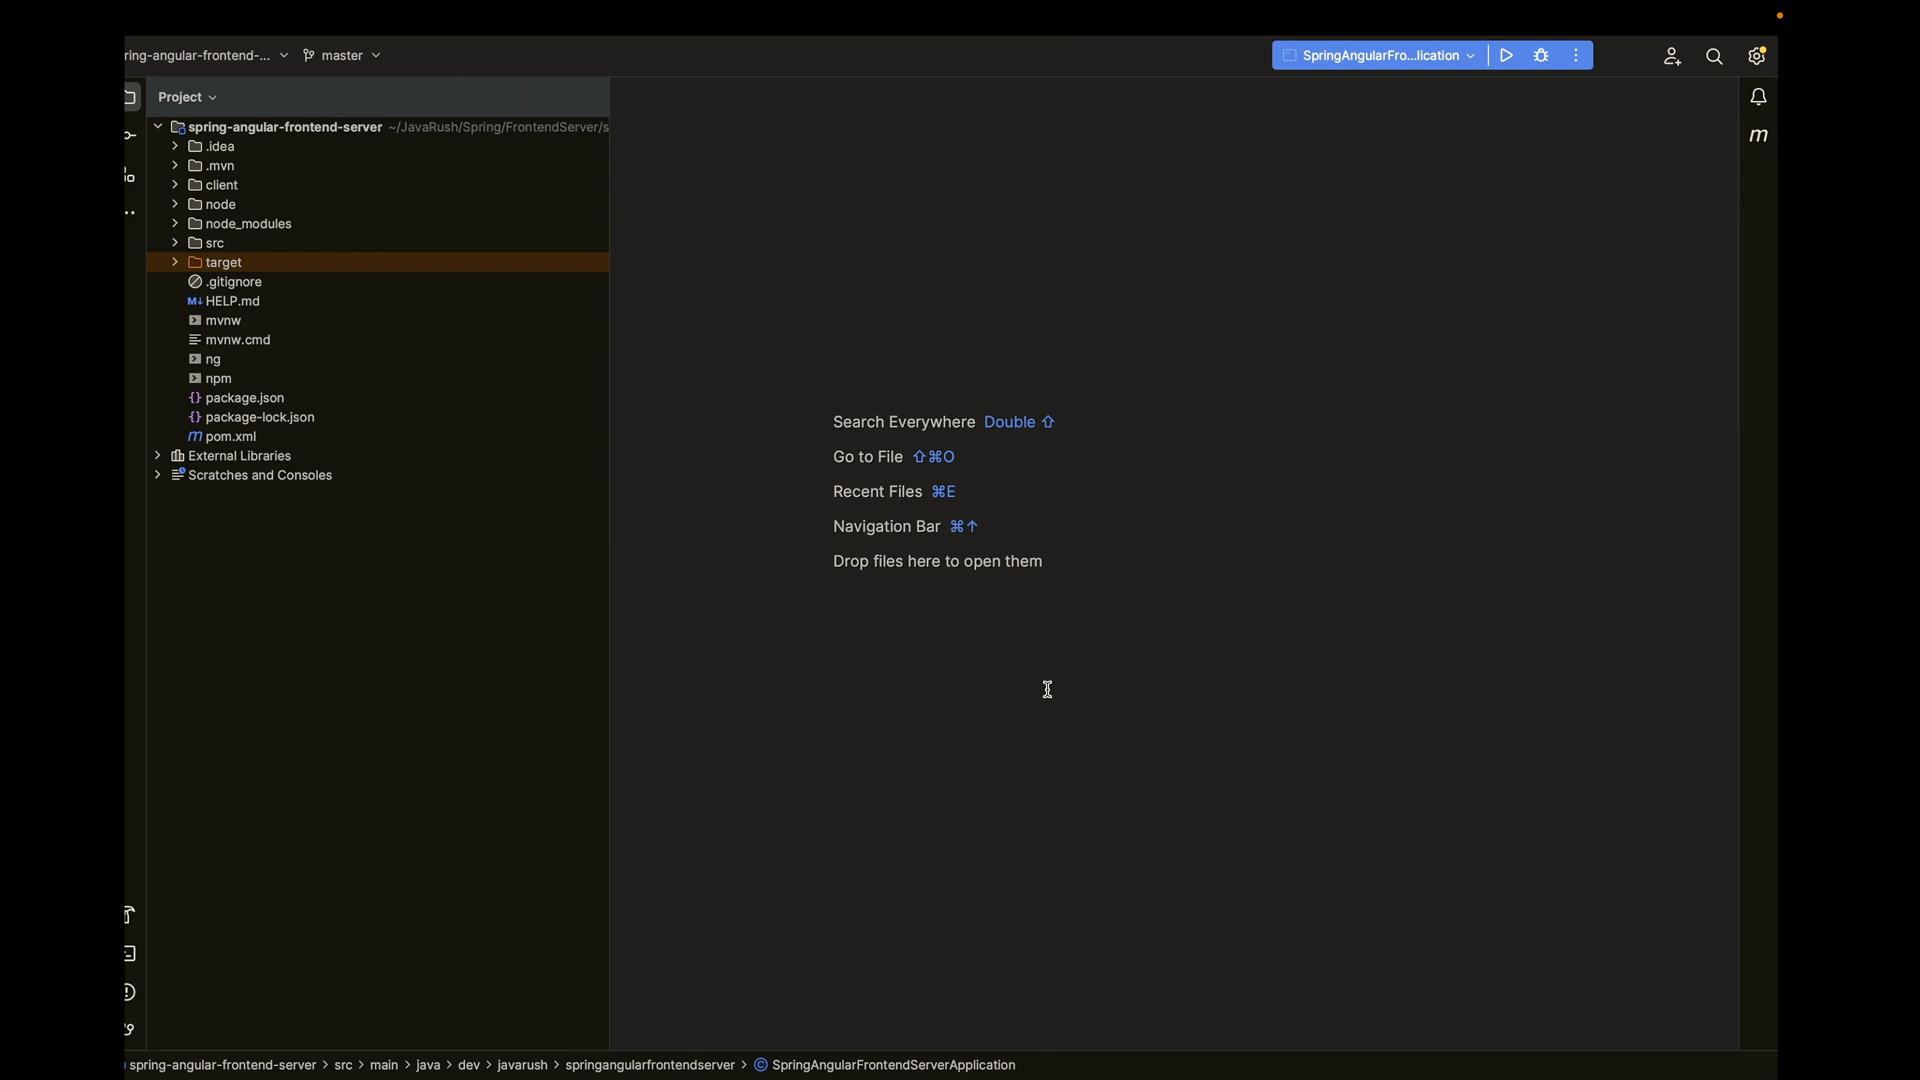 ring-angular-frontend-... master
SpringAngularFro...lication
Project
spring-angular-frontend-server ~/JavaRush/Spring/FrontendServer/s
.idea
.mvn
client
node
node_modules
src
target
.gitignore
M↓ HELP.md
mvnw
mvnw.cmd
ng
npm
{} package.json
{} package-lock.json
m pom.xml
External Libraries
Scratches and Consoles
m
Search Everywhere Double ⇧
Go to File ⇧⌘O
Recent Files ⌘E
Navigation Bar ⌘↑
Drop files here to open them
spring-angular-frontend-server > src > main > java > dev > javarush > springangularfrontendserver > © SpringAngularFrontendServerApplication